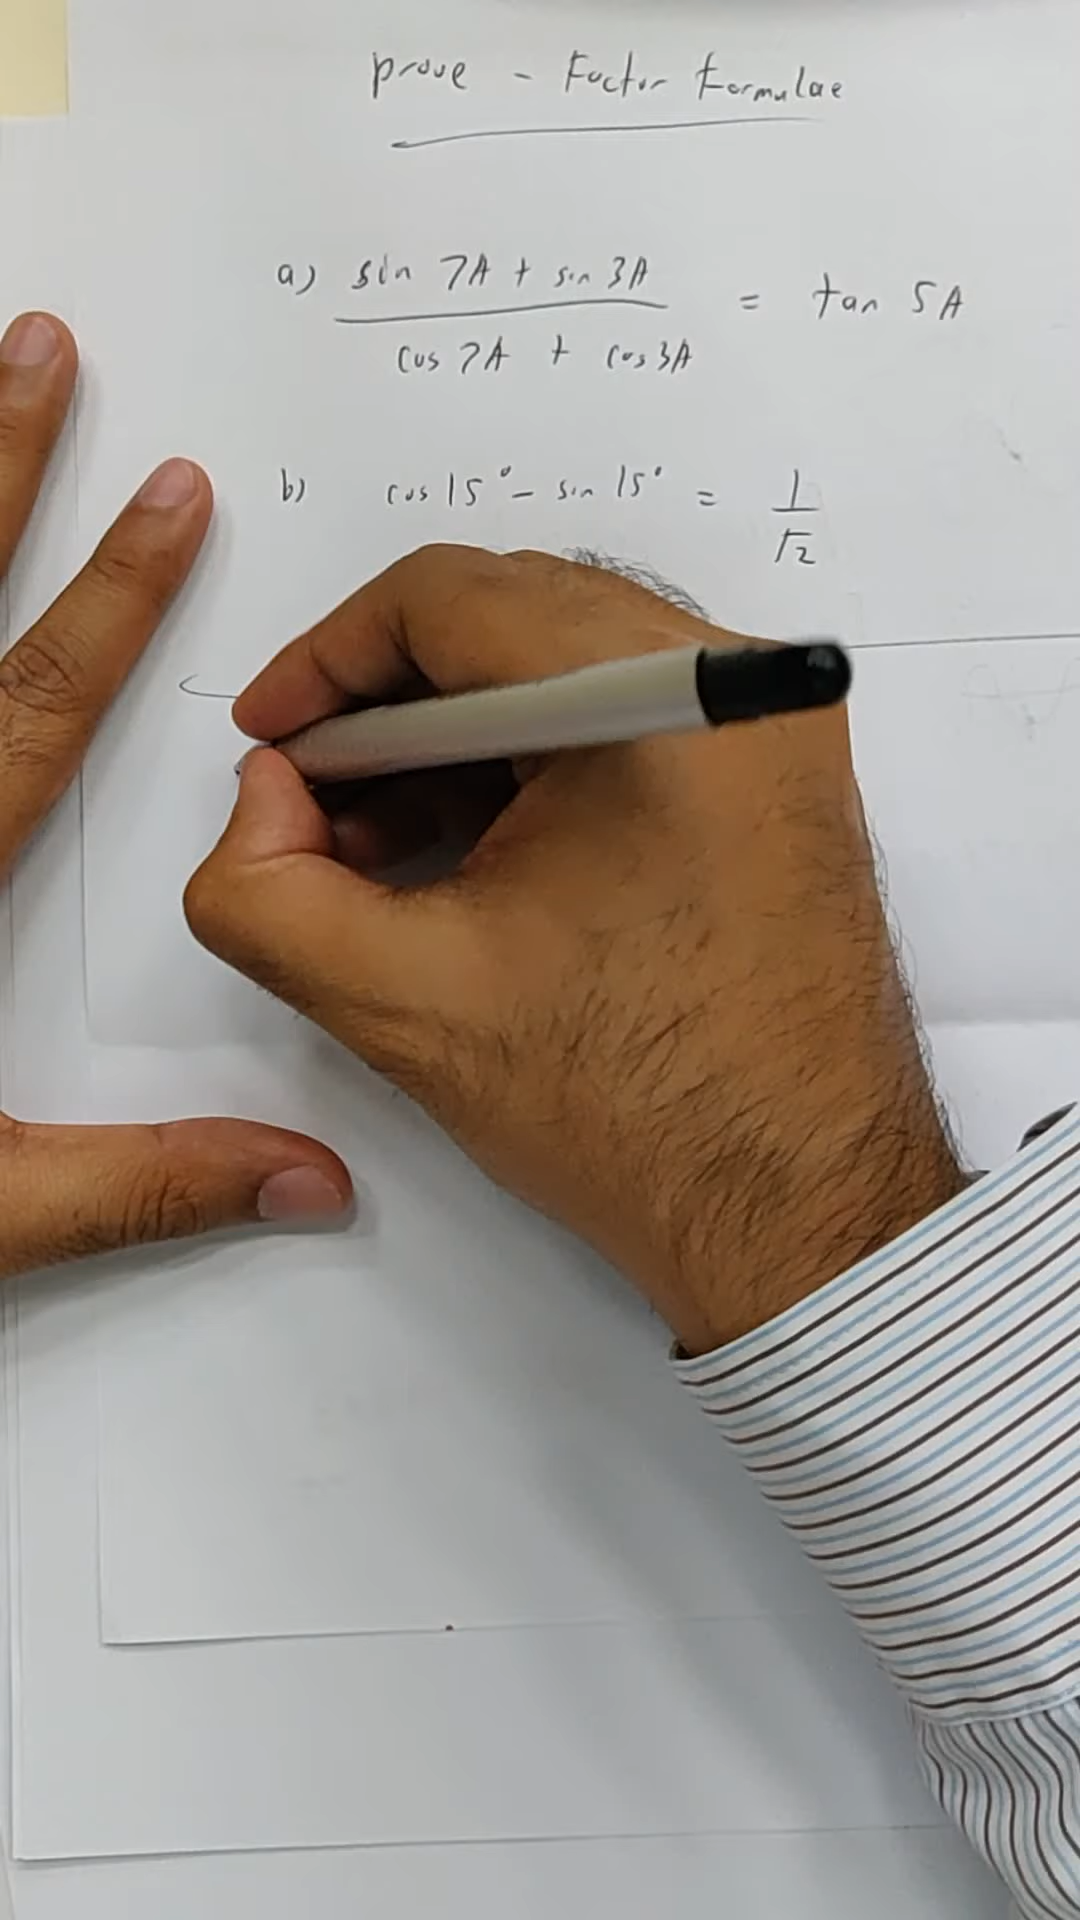 prove - Factor Formulae
a) sin 7A + sin 3A / cos 7A + cos 3A = tan 5A
b) cos 15° - sin 15° = 1/√2